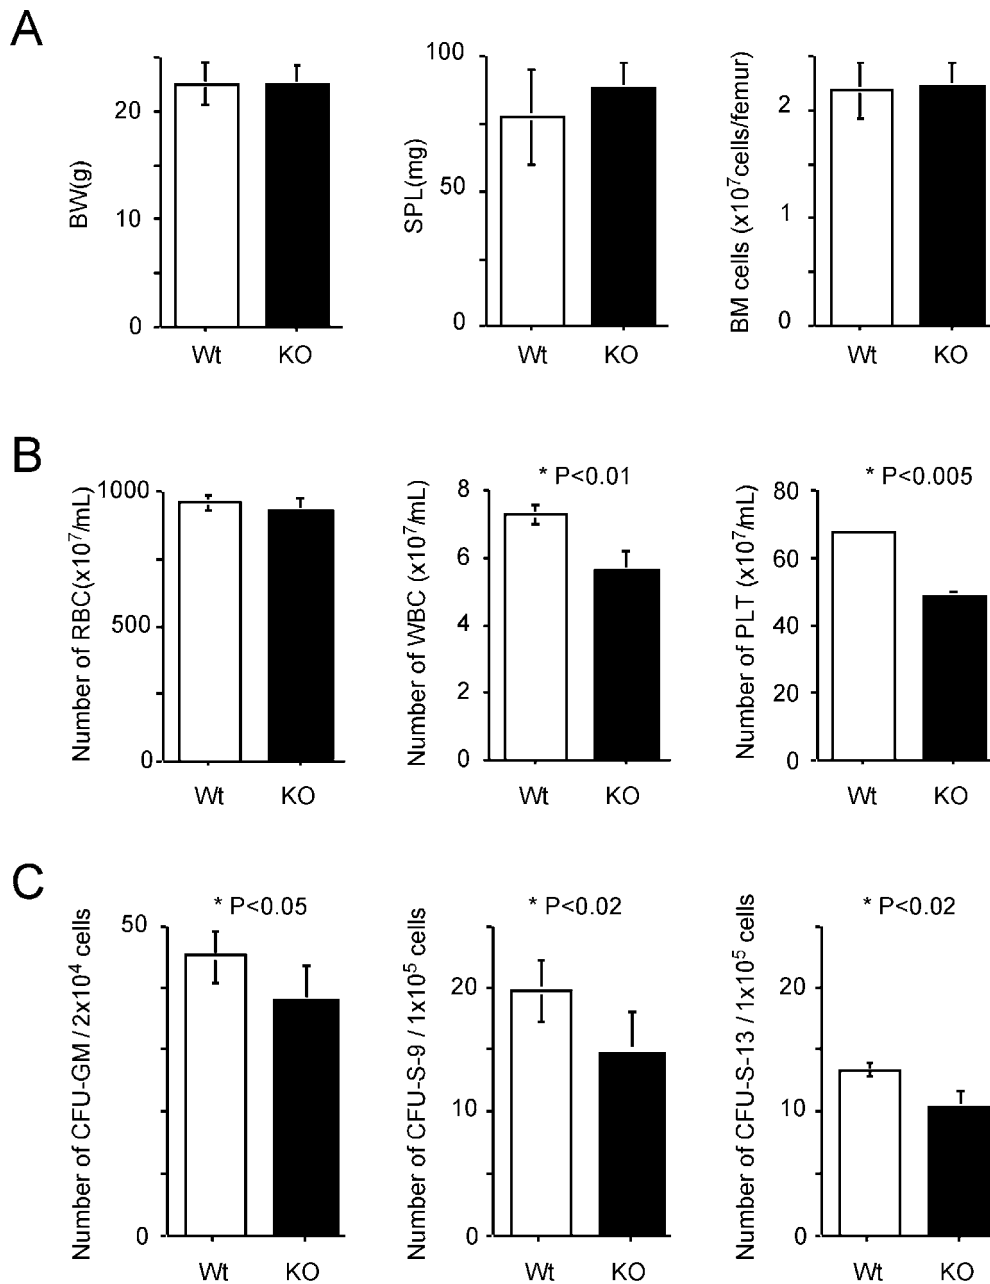 A
BW(g)
20
10
0
Wt KO
SPL(mg)
100
50
0
Wt KO
BM cells (x10⁷cells/femur)
2
1
0
Wt KO
B
Number of RBC(x10⁷/mL)
1000
500
0
Wt KO
* P<0.01
Number of WBC (x10⁷/mL)
8
6
4
2
0
Wt KO
* P<0.005
Number of PLT (x10⁷/mL)
80
60
40
20
0
Wt KO
C
* P<0.05
Number of CFU-GM / 2x10⁴ cells
50
0
Wt KO
* P<0.02
Number of CFU-S-9 / 1x10⁵ cells
20
10
0
Wt KO
* P<0.02
Number of CFU-S-13 / 1x10⁵ cells
20
10
0
Wt KO